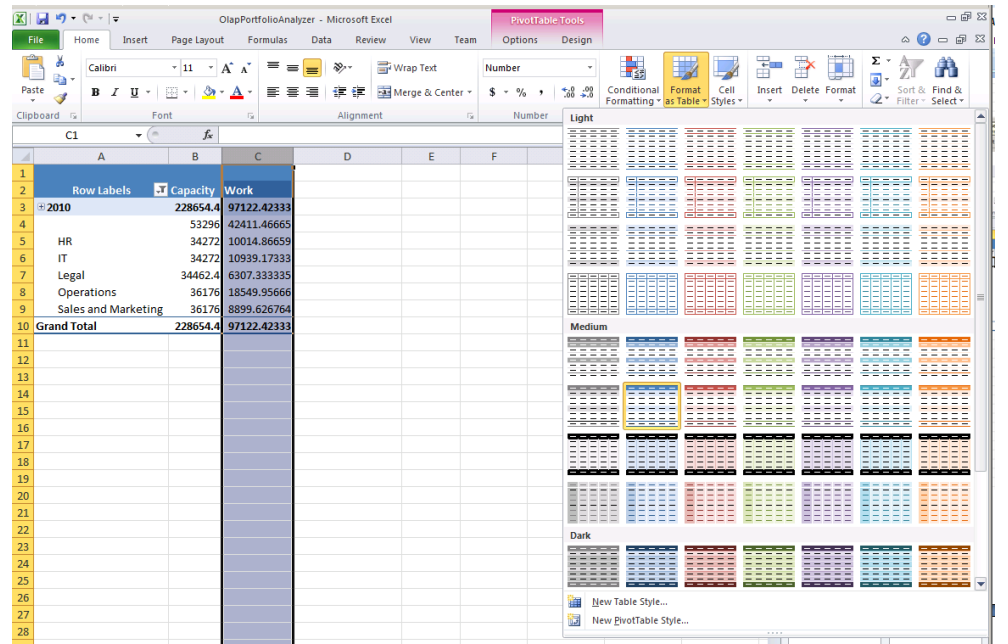 OlapPortfolioAnalyzer - Microsoft Excel PivotTable Tools
File Home Insert Page Layout Formulas Data Review View Team Options Design
Calibri 11 A A Wrap Text Number
Paste B I U A Merge & Center $ % , .0 .00 .00 .0 Conditional Formatting Format as Table Cell Styles Insert Delete Format Σ Sort & Filter Find & Select
Clipboard Font Alignment Number
C1 fx Light
A B C D E F
1
2 Row Labels Capacity Work
3 2010 228654.4 97122.42333
4 53296 42411.46665
5 HR 34272 10014.86659
6 IT 34272 10939.17333
7 Legal 34462.4 6307.333335
8 Operations 36176 18549.95666
9 Sales and Marketing 36176 8899.626764
10 Grand Total 228654.4 97122.42333
Medium
11
12
13
14
15
16
17
18
19
20
21
22
Dark
23
24
25
26
New Table Style...
27
New PivotTable Style...
28